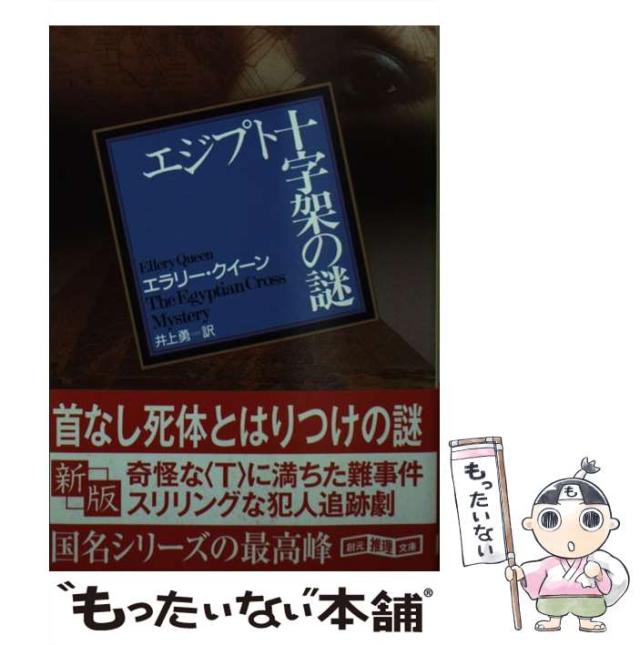 エジプト十字架の謎
Ellery Queen
エラリー・クイーン
The Egyptian Cross
Mystery
井上勇 訳
首なし死体とはりつけの謎
新版
奇怪な〈T〉に満ちた難事件
スリリングな犯人追跡劇
国名シリーズの最高峰
創元推理文庫
"もったいない"本舗®
もったいない
も